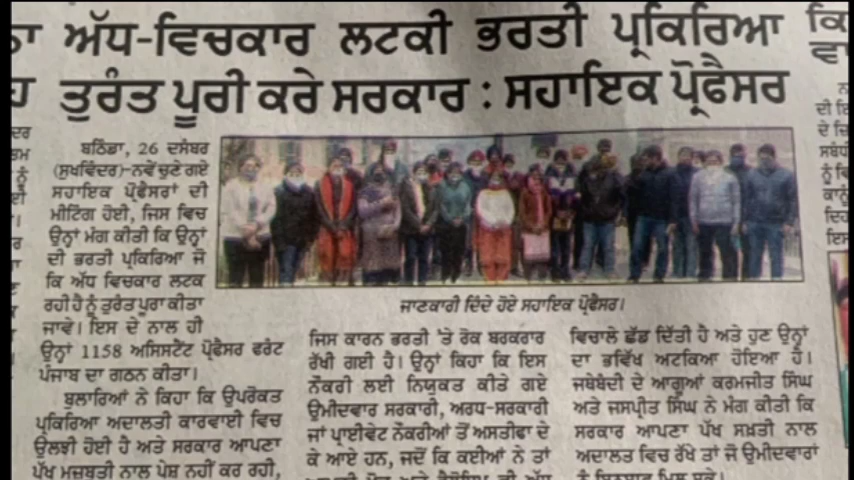 ਅੱਧ-ਵਿਚਕਾਰ ਲਟਕੀ ਭਰਤੀ ਪ੍ਰਕਿਰਿਆ
ਤੁਰੰਤ ਪੂਰੀ ਕਰੇ ਸਰਕਾਰ : ਸਹਾਇਕ ਪ੍ਰੋਫੈਸਰ
ਬਠਿੰਡਾ, 26 ਦਸੰਬਰ
(ਸੁਖਵਿੰਦਰ)-ਨਵੇਂ ਚੁਣੇ ਗਏ
ਸਹਾਇਕ ਪ੍ਰੋਫੈਸਰਾਂ ਦੀ
ਮੀਟਿੰਗ ਹੋਈ, ਜਿਸ ਵਿਚ
ਉਨ੍ਹਾਂ ਮੰਗ ਕੀਤੀ ਕਿ ਉਨ੍ਹਾਂ
ਦੀ ਭਰਤੀ ਪ੍ਰਕਿਰਿਆ ਜੋ
ਕਿ ਅੱਧ ਵਿਚਕਾਰ ਲਟਕ
ਰਹੀ ਹੈ ਨੂੰ ਤੁਰੰਤ ਪੂਰਾ ਕੀਤਾ
ਜਾਵੇ। ਇਸ ਦੇ ਨਾਲ ਹੀ
ਉਨ੍ਹਾਂ 1158 ਅਸਿਸਟੈਂਟ ਪ੍ਰੋਫੈਸਰ ਫਰੰਟ
ਪੰਜਾਬ ਦਾ ਗਠਨ ਕੀਤਾ।
ਬੁਲਾਰਿਆਂ ਨੇ ਕਿਹਾ ਕਿ ਉਪਰੋਕਤ
ਪ੍ਰਕਿਰਿਆ ਅਦਾਲਤੀ ਕਾਰਵਾਈ ਵਿਚ
ਉਲਝੀ ਹੋਈ ਹੈ ਅਤੇ ਸਰਕਾਰ ਆਪਣਾ
ਪੱਖ ਮਜ਼ਬੂਤੀ ਨਾਲ ਪੇਸ਼ ਨਹੀਂ ਕਰ ਰਹੀ,
ਜਾਣਕਾਰੀ ਦਿੰਦੇ ਹੋਏ ਸਹਾਇਕ ਪ੍ਰੋਫੈਸਰ।
ਜਿਸ ਕਾਰਨ ਭਰਤੀ 'ਤੇ ਰੋਕ ਬਰਕਰਾਰ
ਰੱਖੀ ਗਈ ਹੈ। ਉਨ੍ਹਾਂ ਕਿਹਾ ਕਿ ਇਸ
ਨੌਕਰੀ ਲਈ ਨਿਯੁਕਤ ਕੀਤੇ ਗਏ
ਉਮੀਦਵਾਰ ਸਰਕਾਰੀ, ਅਰਧ-ਸਰਕਾਰੀ
ਜਾਂ ਪ੍ਰਾਈਵੇਟ ਨੌਕਰੀਆਂ ਤੋਂ ਅਸਤੀਫਾ ਦੇ
ਕੇ ਆਏ ਹਨ, ਜਦੋਂ ਕਿ ਕਈਆਂ ਨੇ ਤਾਂ
ਵਿਚਾਲੇ ਛੱਡ ਦਿੱਤੀ ਹੈ ਅਤੇ ਹੁਣ ਉਨ੍ਹਾਂ
ਦਾ ਭਵਿੱਖ ਅਟਕਿਆ ਹੋਇਆ ਹੈ।
ਜਥੇਬੰਦੀ ਦੇ ਆਗੂਆਂ ਕਰਮਜੀਤ ਸਿੰਘ
ਅਤੇ ਜਸਪ੍ਰੀਤ ਸਿੰਘ ਨੇ ਮੰਗ ਕੀਤੀ ਕਿ
ਸਰਕਾਰ ਆਪਣਾ ਪੱਖ ਸਖ਼ਤੀ ਨਾਲ
ਅਦਾਲਤ ਵਿਚ ਰੱਖੇ ਤਾਂ ਜੋ ਉਮੀਦਵਾਰਾਂ